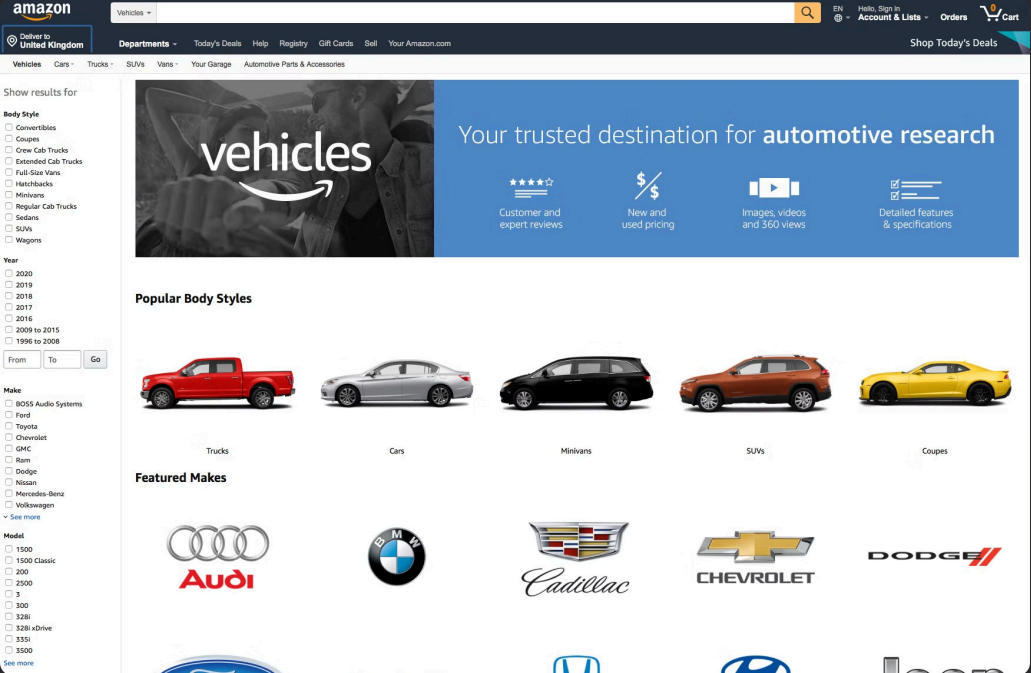 amazon
Vehicles
EN
Hello, Sign in
Account & Lists
Orders
0
Cart
Deliver to
United Kingdom
Departments
Today's Deals
Help
Registry
Gift Cards
Sell
Your Amazon.com
Shop Today's Deals
Vehicles
Cars
Trucks
SUVs
Vans
Your Garage
Automotive Parts & Accessories
Show results for
Body Style
Convertibles
Coupes
Crew Cab Trucks
Extended Cab Trucks
Full-Size Vans
Hatchbacks
Minivans
Regular Cab Trucks
Sedans
SUVs
Wagons
Year
2020
2019
2018
2017
2016
2009 to 2015
1996 to 2008
From
To
Go
Make
BOSS Audio Systems
Ford
Toyota
Chevrolet
GMC
Ram
Dodge
Nissan
Mercedes-Benz
Volkswagen
See more
Model
1500
1500 Classic
200
2500
3
300
328i
328i xDrive
335i
3500
See more
vehicles
Your trusted destination for automotive research
Customer and
expert reviews
$/$
New and
used pricing
Images, videos
and 360 views
Detailed features
& specifications
Popular Body Styles
Trucks
Cars
Minivans
SUVs
Coupes
Featured Makes
Audi
BMW
Cadillac
CHEVROLET
DODGE